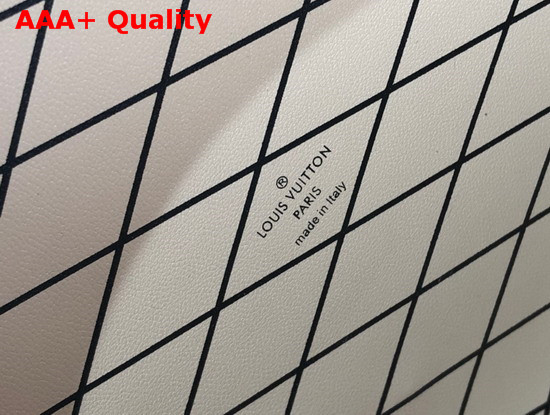 AAA+ Quality
®
LOUIS VUITTON
PARIS
made in Italy